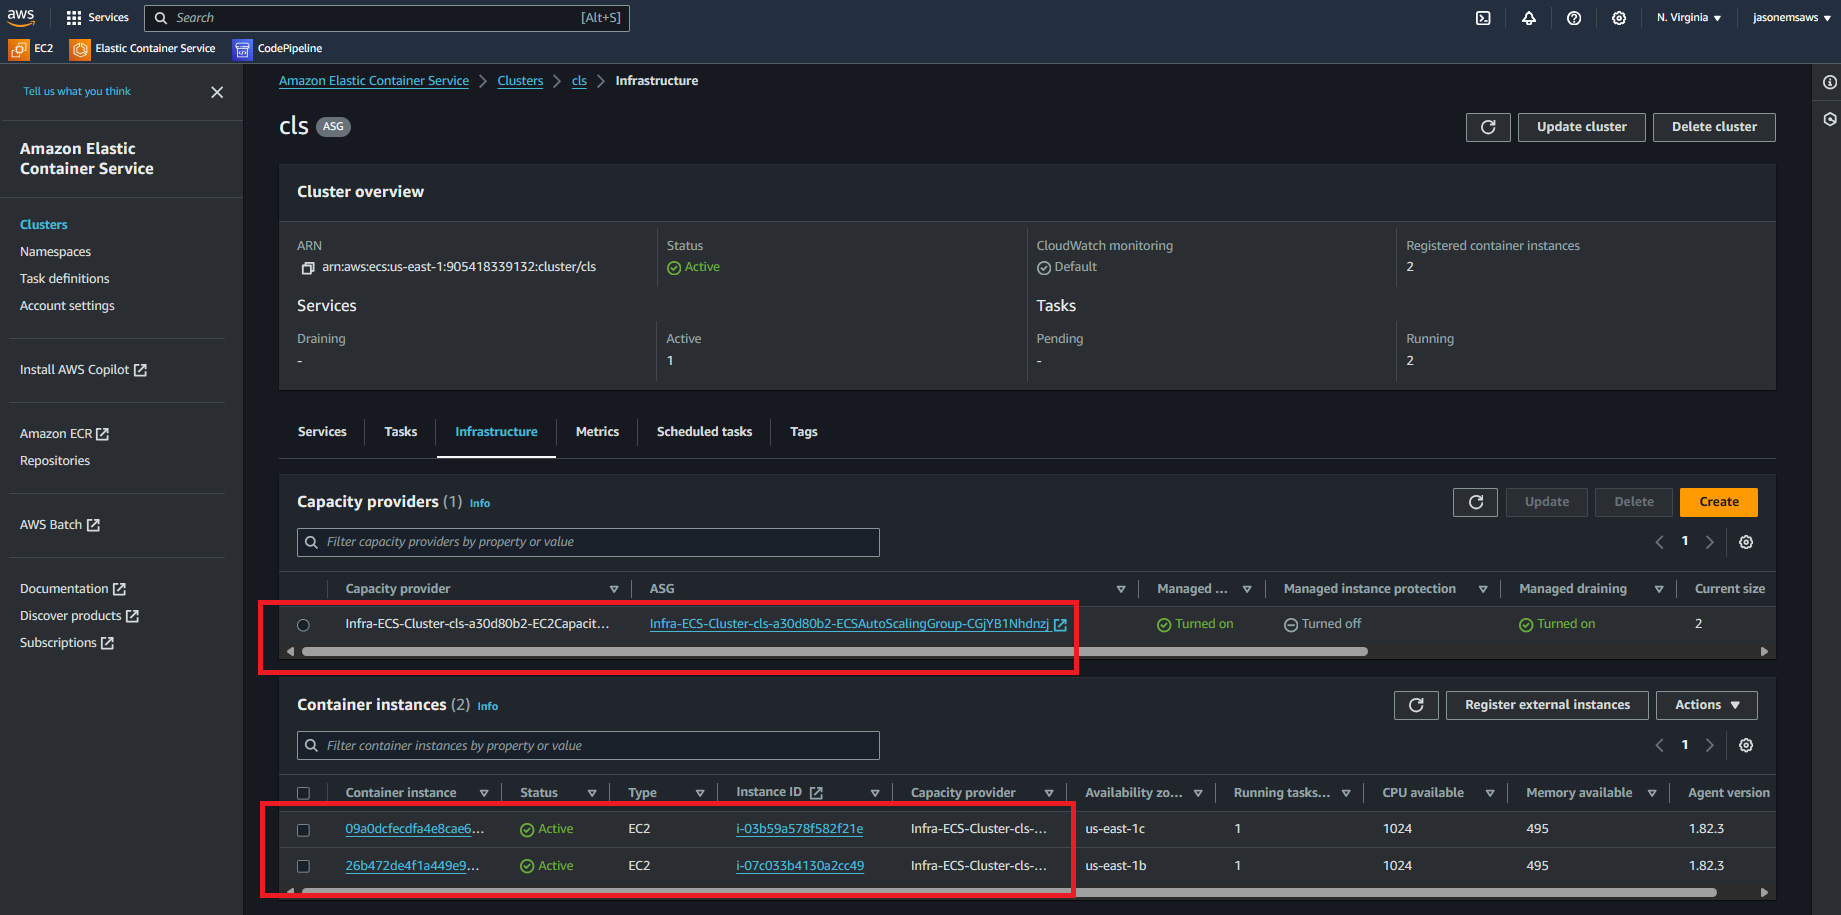 aws Services Search [Alt+S] N. Virginia ▼ jasonemsaws ▼
EC2 Elastic Container Service CodePipeline
Tell us what you think
Amazon Elastic
Container Service
Clusters
Namespaces
Task definitions
Account settings
Install AWS Copilot
Amazon ECR
Repositories
AWS Batch
Documentation
Discover products
Subscriptions
Amazon Elastic Container Service > Clusters > cls > Infrastructure
cls ASG Update cluster Delete cluster
Cluster overview
ARN Status CloudWatch monitoring Registered container instances
arn:aws:ecs:us-east-1:905418339132:cluster/cls Active Default 2
Services Tasks
Draining Active Pending Running
- 1 - 2
Services Tasks Infrastructure Metrics Scheduled tasks Tags
Capacity providers (1) Info Update Delete Create
Filter capacity providers by property or value 1
Capacity provider ASG Managed ... Managed instance protection Managed draining Current size
Infra-ECS-Cluster-cls-a30d80b2-EC2Capacit... Infra-ECS-Cluster-cls-a30d80b2-ECSAutoScalingGroup-CGjYB1Nhdnzj Turned on Turned off Turned on 2
Container instances (2) Info Register external instances Actions ▼
Filter container instances by property or value 1
Container instance Status Type Instance ID Capacity provider Availability zo... Running tasks... CPU available Memory available Agent version
09a0dcfecdfa4e8cae6... Active EC2 i-03b59a578f582f21e Infra-ECS-Cluster-cls-... us-east-1c 1 1024 495 1.82.3
26b472de4f1a449e9... Active EC2 i-07c033b4130a2cc49 Infra-ECS-Cluster-cls-... us-east-1b 1 1024 495 1.82.3